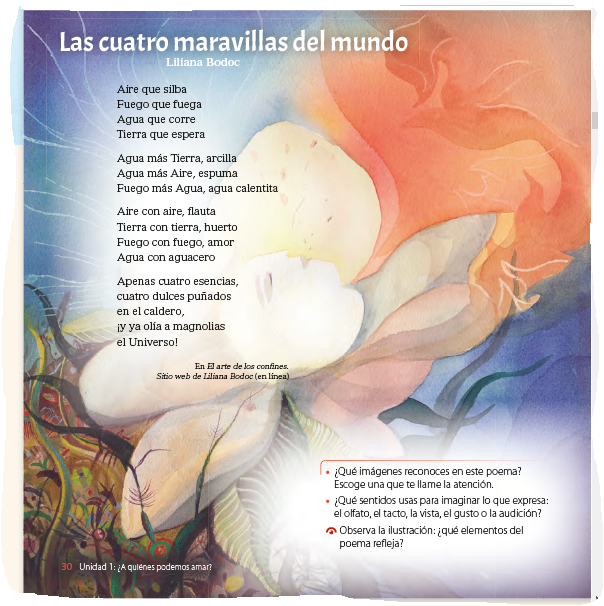 Las cuatro maravillas del mundo
Liliana Bodoc
Aire que silba
Fuego que fuega
Agua que corre
Tierra que espera
Agua más Tierra, arcilla
Agua más Aire, espuma
Fuego más Agua, agua calentita
Aire con aire, flauta
Tierra con tierra, huerto
Fuego con fuego, amor
Agua con aguacero
Apenas cuatro esencias,
cuatro dulces puñados
en el caldero,
¡y ya olía a magnolias
el Universo!
En El arte de los confines.
Sitio web de Liliana Bodoc (en línea)
• ¿Qué imágenes reconoces en este poema?
Escoge una que te llame la atención.
• ¿Qué sentidos usas para imaginar lo que expresa:
el olfato, el tacto, la vista, el gusto o la audición?
Observa la ilustración: ¿qué elementos del
poema refleja?
30 Unidad 1: ¿A quiénes podemos amar?